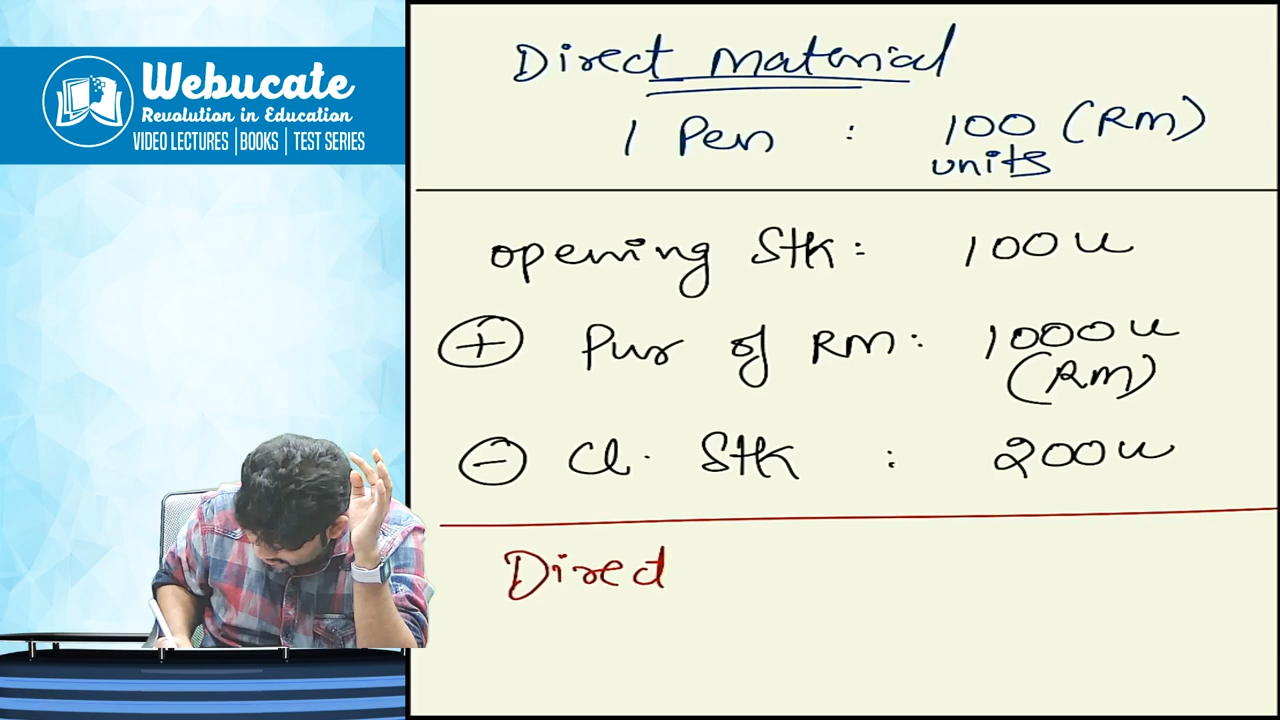 Webucate
Revolution in Education
VIDEO LECTURES | BOOKS | TEST SERIES
Direct Material
1 Pen : 100 (RM)
units
opening Stk : 100 u
+ Pur of RM : 1000 u
(RM)
- Cl. Stk : 200 u
Direct